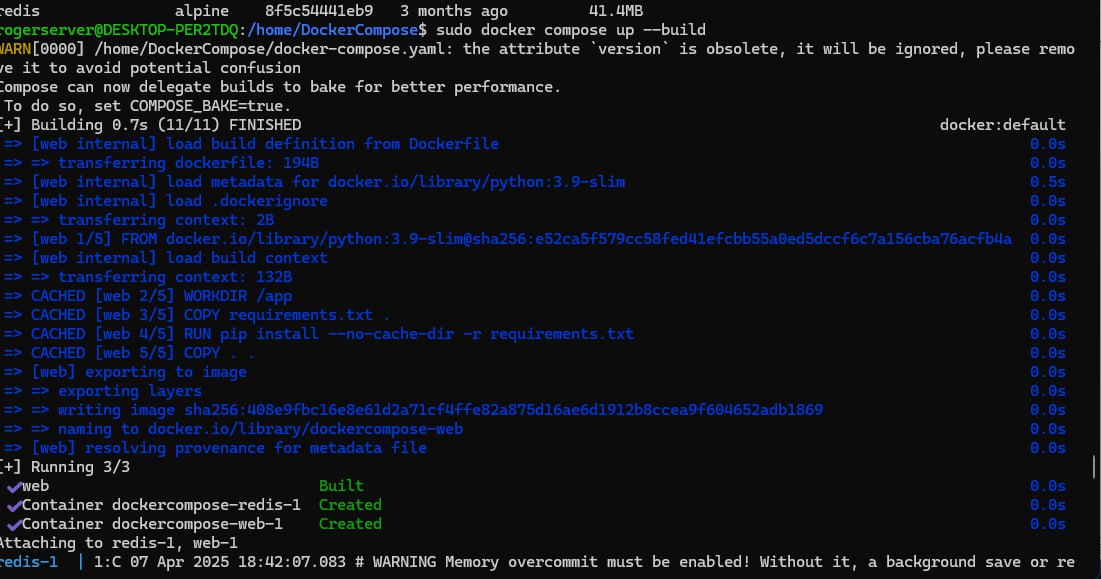 redis               alpine    8f5c54441eb9   3 months ago         41.4MB
rogerserver@DESKTOP-PER2TDQ:/home/DockerCompose$ sudo docker compose up --build
WARN[0000] /home/DockerCompose/docker-compose.yaml: the attribute `version` is obsolete, it will be ignored, please remo
ve it to avoid potential confusion
Compose can now delegate builds to bake for better performance.
 To do so, set COMPOSE_BAKE=true.
[+] Building 0.7s (11/11) FINISHED                                                                       docker:default
 => [web internal] load build definition from Dockerfile                                                           0.0s
 => => transferring dockerfile: 194B                                                                               0.0s
 => [web internal] load metadata for docker.io/library/python:3.9-slim                                             0.5s
 => [web internal] load .dockerignore                                                                              0.0s
 => => transferring context: 2B                                                                                    0.0s
 => [web 1/5] FROM docker.io/library/python:3.9-slim@sha256:e52ca5f579cc58fed41efcbb55a0ed5dccf6c7a156cba76acfb4a  0.0s
 => [web internal] load build context                                                                              0.0s
 => => transferring context: 132B                                                                                  0.0s
 => CACHED [web 2/5] WORKDIR /app                                                                                  0.0s
 => CACHED [web 3/5] COPY requirements.txt .                                                                       0.0s
 => CACHED [web 4/5] RUN pip install --no-cache-dir -r requirements.txt                                            0.0s
 => CACHED [web 5/5] COPY . .                                                                                      0.0s
 => [web] exporting to image                                                                                       0.0s
 => => exporting layers                                                                                            0.0s
 => => writing image sha256:408e9fbc16e8e61d2a71cf4ffe82a875d16ae6d1912b8ccea9f604652adb1869                       0.0s
 => => naming to docker.io/library/dockercompose-web                                                               0.0s
 => [web] resolving provenance for metadata file                                                                   0.0s
[+] Running 3/3
 ✔web                              Built                                                                           0.0s
 ✔Container dockercompose-redis-1  Created                                                                         0.0s
 ✔Container dockercompose-web-1    Created                                                                         0.0s
Attaching to redis-1, web-1
redis-1  | 1:C 07 Apr 2025 18:42:07.083 # WARNING Memory overcommit must be enabled! Without it, a background save or re